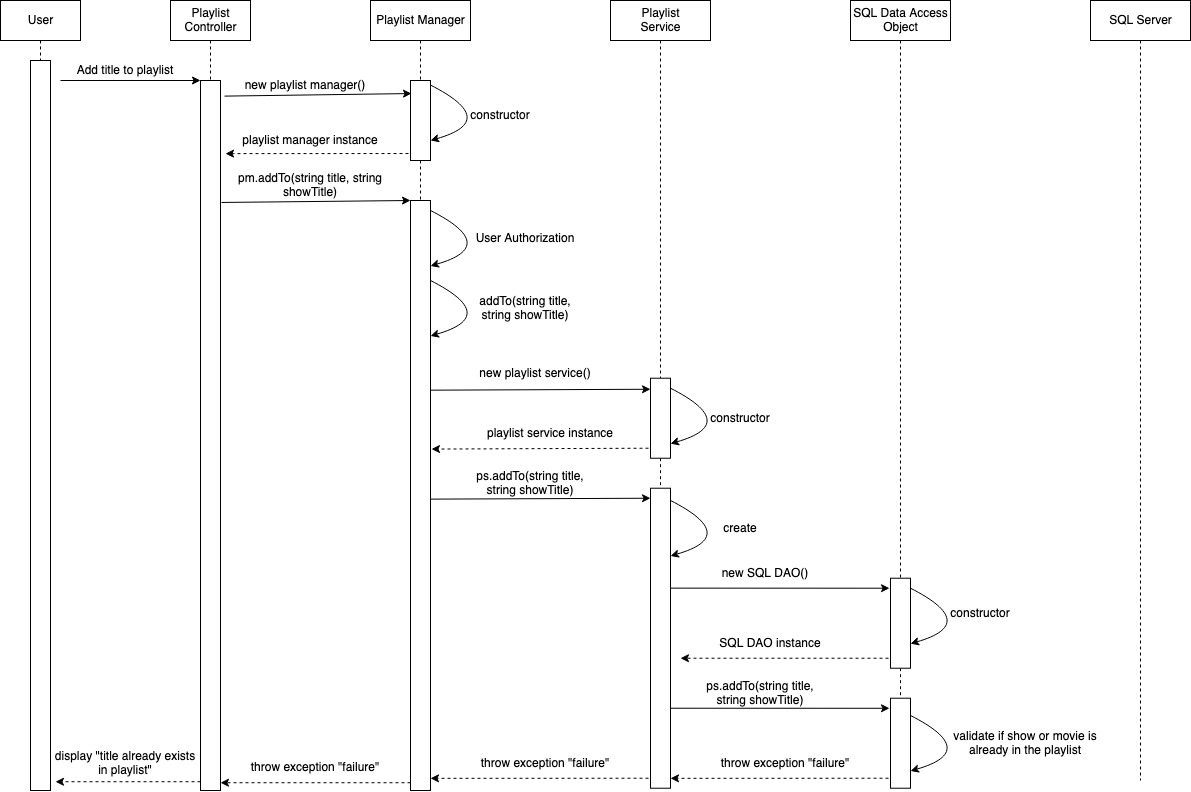 User
Playlist
Controller
Playlist Manager
Playlist
Service
SQL Data Access
Object
SQL Server
Add title to playlist
new playlist manager()
constructor
playlist manager instance
pm.addTo(string title, string
showTitle)
User Authorization
addTo(string title,
string showTitle)
new playlist service()
constructor
playlist service instance
ps.addTo(string title,
string showTitle)
create
new SQL DAO()
constructor
SQL DAO instance
ps.addTo(string title,
string showTitle)
validate if show or movie is
already in the playlist
display "title already exists
in playlist"
throw exception "failure"
throw exception "failure"
throw exception "failure"